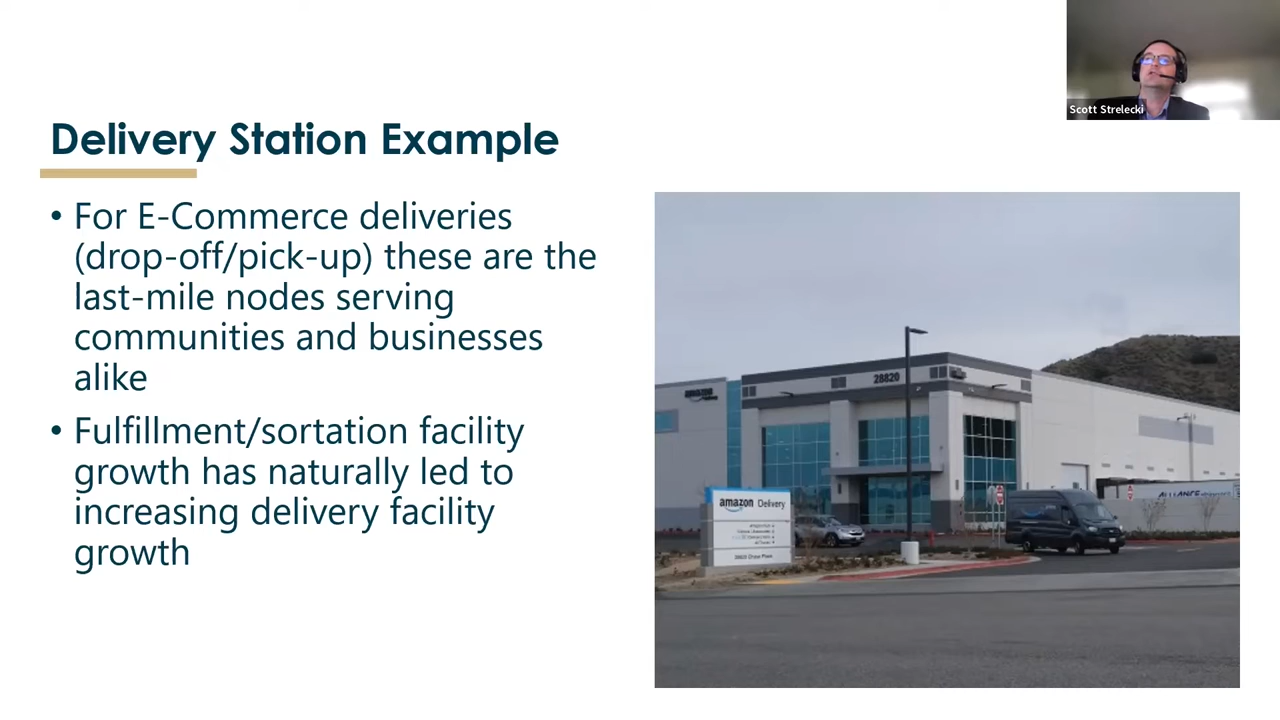 Scott Strelecki
Delivery Station Example
• For E-Commerce deliveries
(drop-off/pick-up) these are the
last-mile nodes serving
communities and businesses
alike
• Fulfillment/sortation facility
growth has naturally led to
increasing delivery facility
growth
28820
amazon
amazon Delivery
ALLIANCE